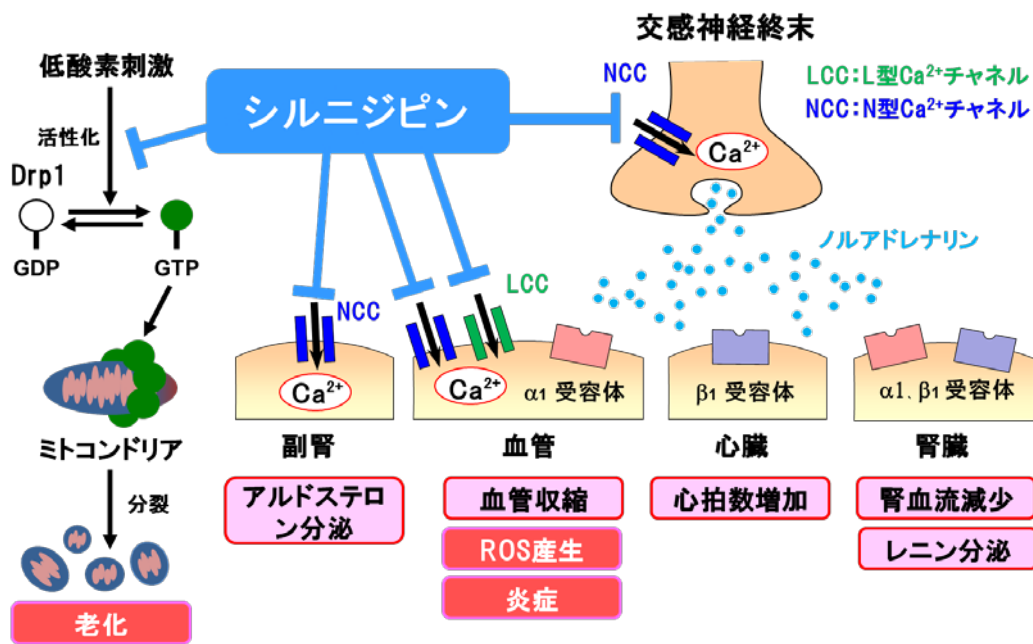 交感神経終末
低酸素刺激
NCC
LCC:L型Ca²⁺チャネル
NCC:N型Ca²⁺チャネル
シルニジピン
活性化
Ca²⁺
Drp1
GDP
GTP
ノルアドレナリン
NCC
LCC
Ca²⁺
Ca²⁺
α1 受容体
β1 受容体
α1、β1 受容体
ミトコンドリア
副腎
血管
心臓
腎臓
分裂
アルドステロ
ン分泌
血管収縮
心拍数増加
腎血流減少
ROS産生
レニン分泌
炎症
老化